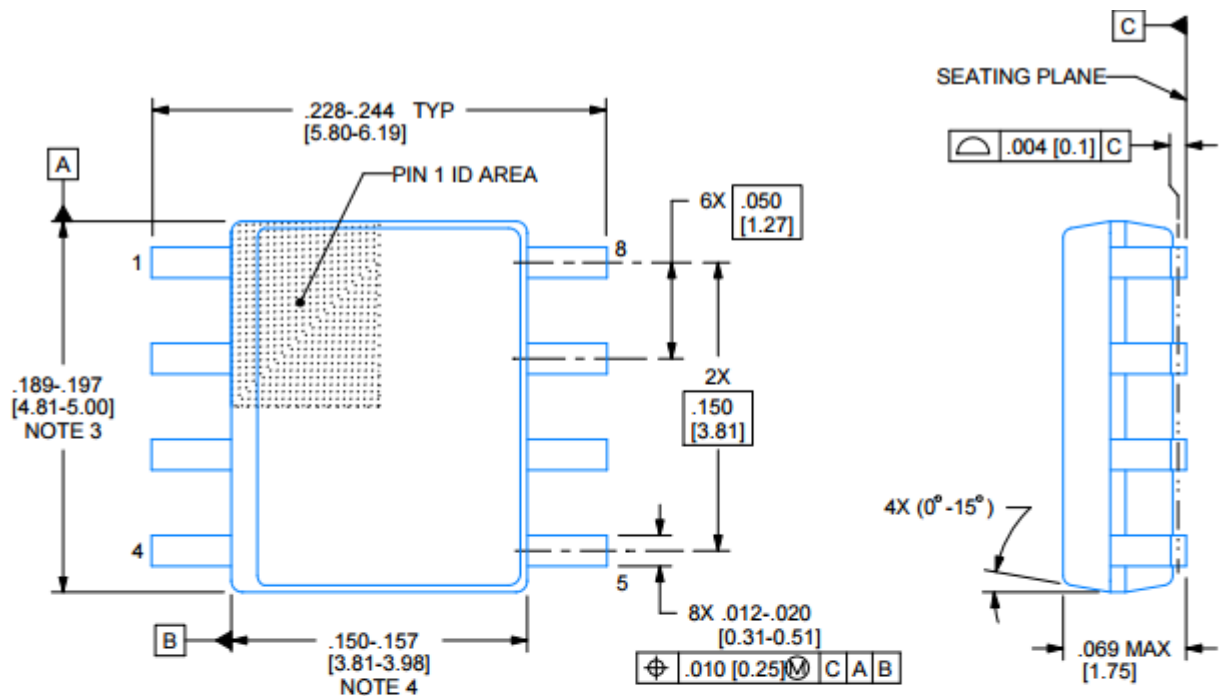 C
SEATING PLANE
.004 [0.1] C
.228-.244 TYP
[5.80-6.19]
A
PIN 1 ID AREA
6X .050
[1.27]
1
8
.189-.197
[4.81-5.00]
NOTE 3
2X
.150
[3.81]
4X (0°-15°)
4
5
8X .012-.020
[0.31-0.51]
.010 [0.25]Ⓜ C A B
B
.150-.157
[3.81-3.98]
NOTE 4
.069 MAX
[1.75]